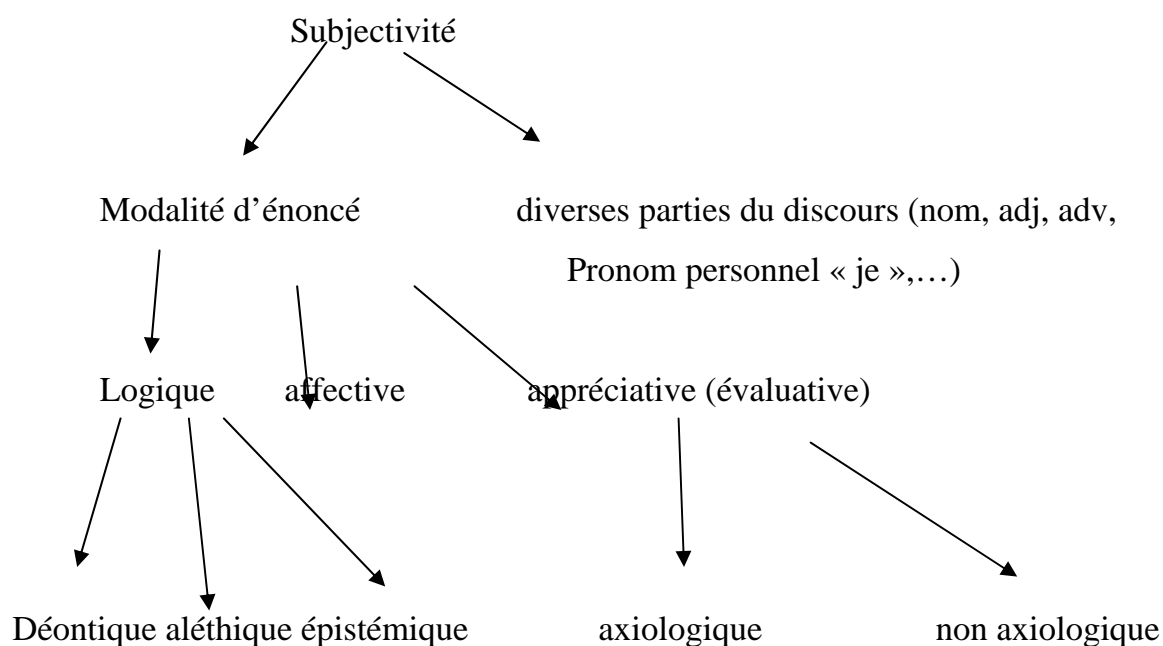 Subjectivité
Modalité d’énoncé diverses parties du discours (nom, adj, adv,
Pronom personnel « je »,…)
Logique affective appréciative (évaluative)
Déontique aléthique épistémique axiologique non axiologique